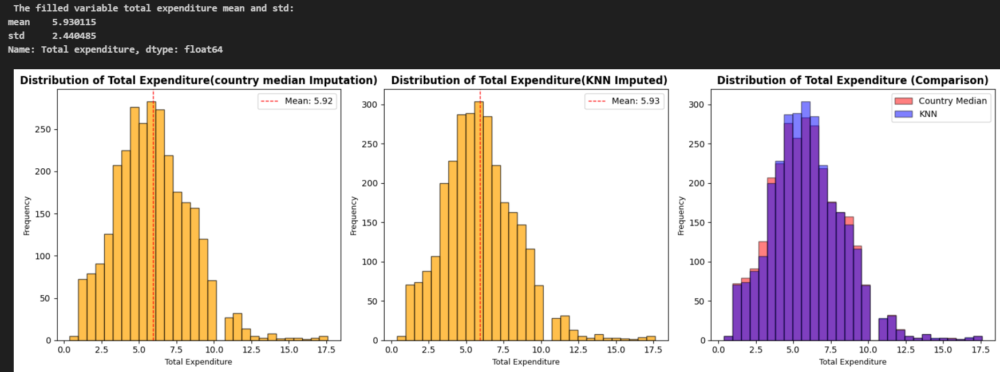 The filled variable total expenditure mean and std:
mean    5.930115
std     2.440485
Name: Total expenditure, dtype: float64
Distribution of Total Expenditure(country median Imputation)
Mean: 5.92
250
200
150
100
50
0
Frequency
0.0 2.5 5.0 7.5 10.0 12.5 15.0 17.5
Total Expenditure
Distribution of Total Expenditure(KNN Imputed)
Mean: 5.93
300
250
200
150
100
50
0
Frequency
0.0 2.5 5.0 7.5 10.0 12.5 15.0 17.5
Total Expenditure
Distribution of Total Expenditure (Comparison)
Country Median
KNN
300
250
200
150
100
50
0
Frequency
0.0 2.5 5.0 7.5 10.0 12.5 15.0 17.5
Total Expenditure